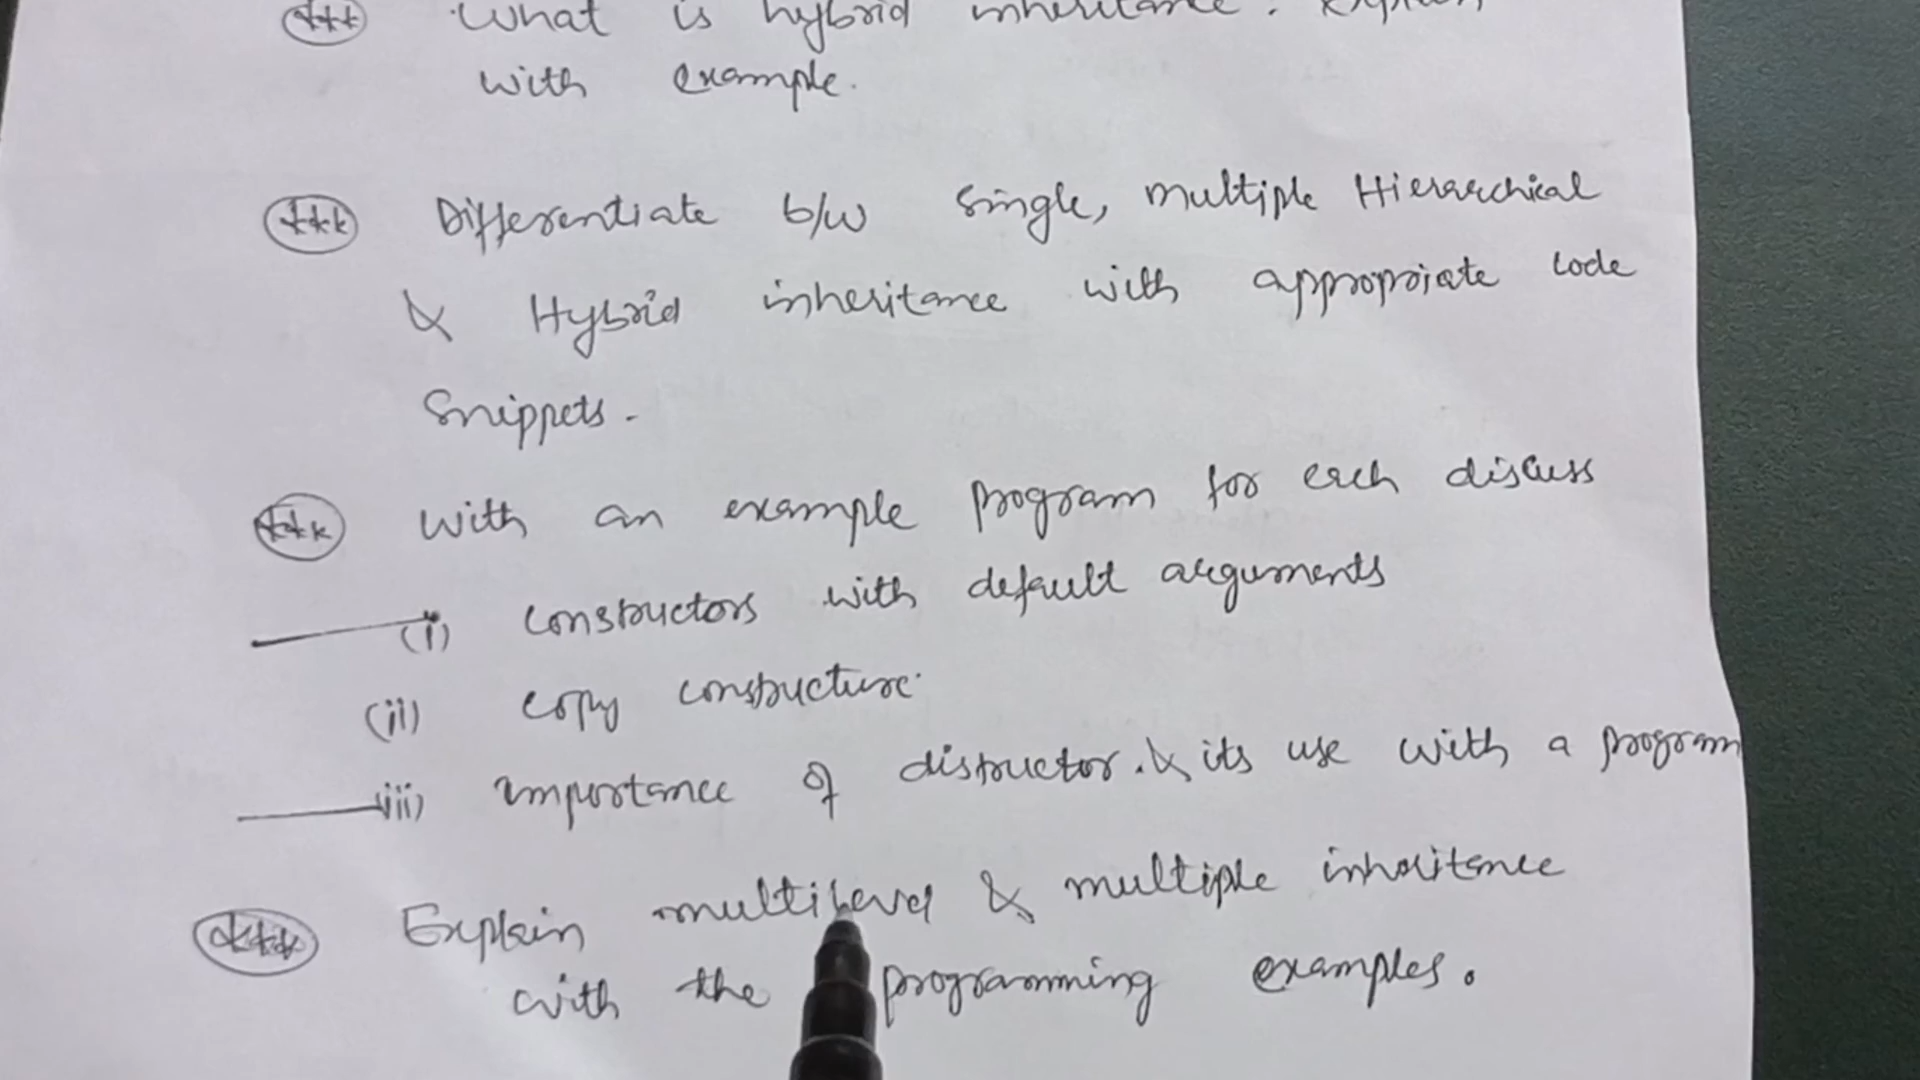 *** What is hybrid inheritance. Explain
with example.
*** Differentiate b/w single, multiple Hierarchical
& Hybrid inheritance with appropriate code
Snippets.
*** with an example program for each discuss
(i) constructors with default arguments
(ii) copy constructure.
(iii) importance of distructor. & its use with a program
*** Explain multilevel & multiple inheritance
with the programming examples.